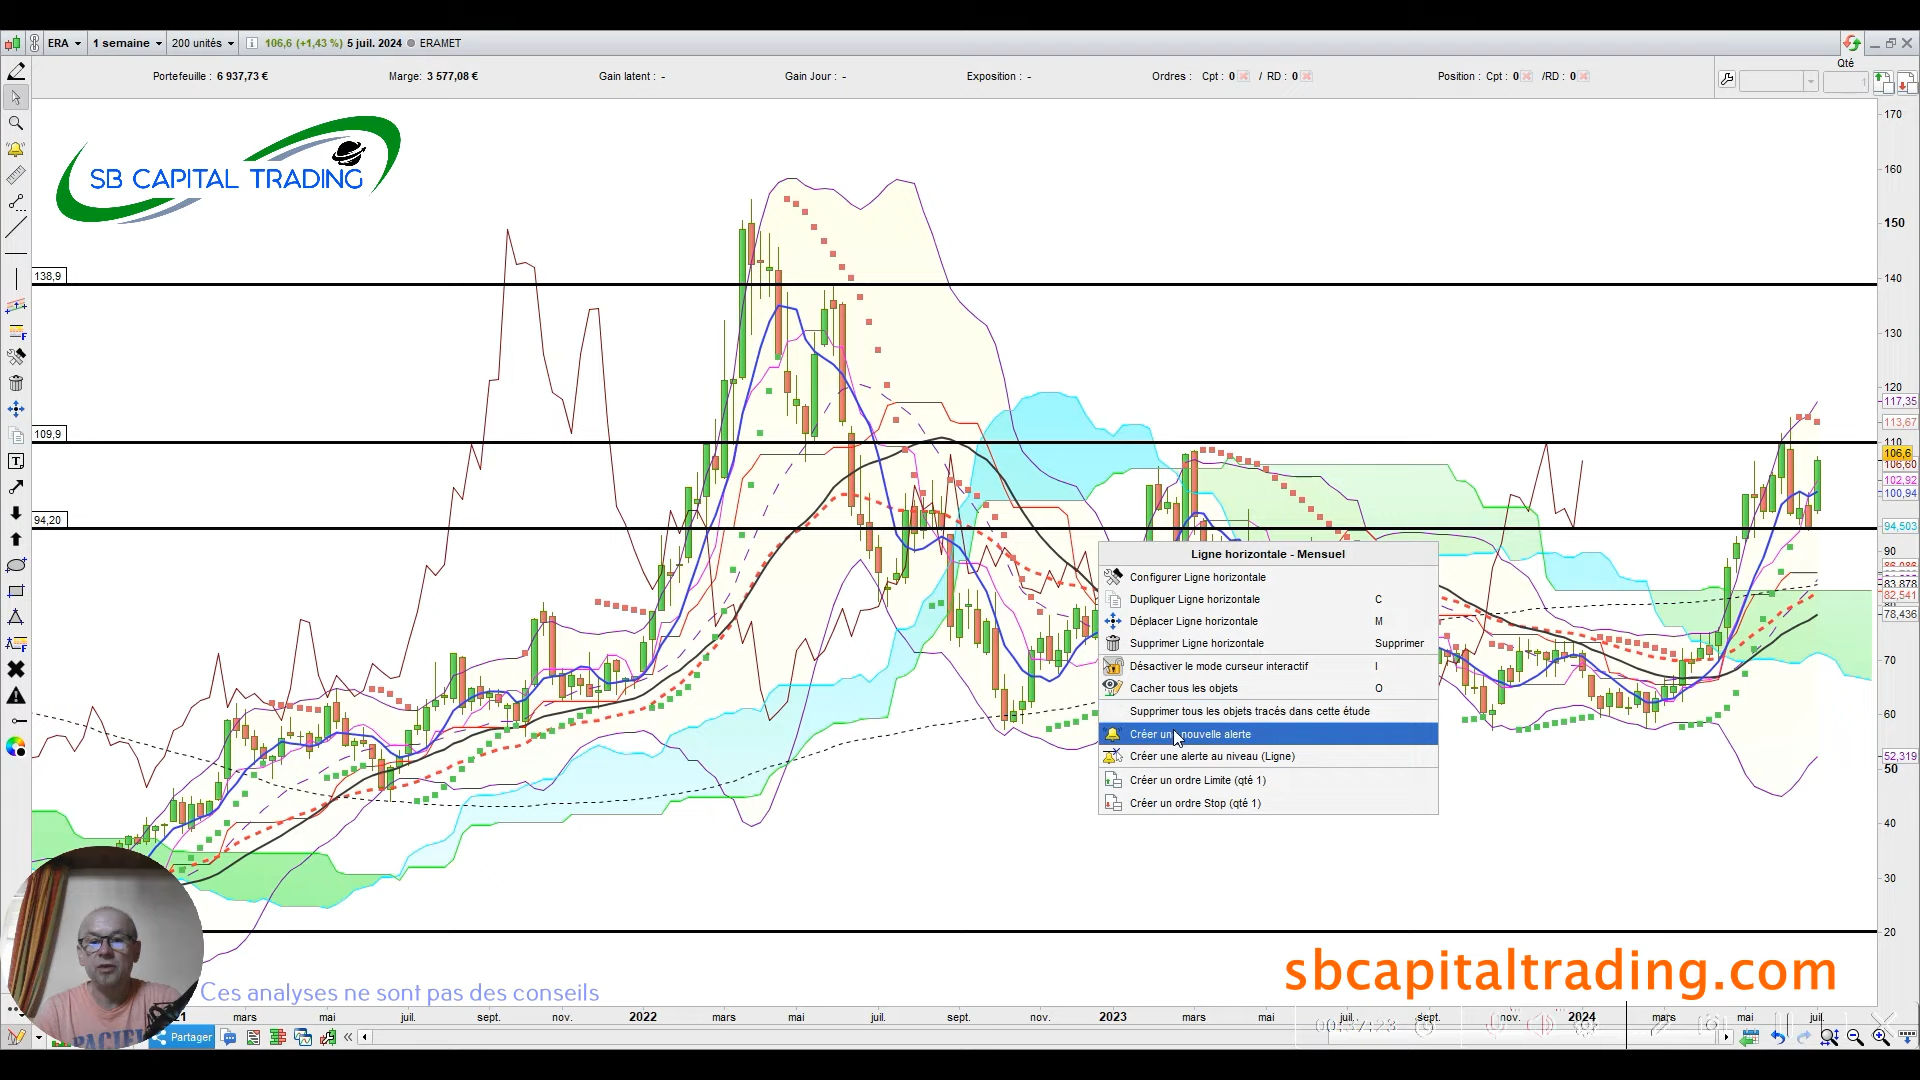 ERA
1 semaine
200 unités
106,6 (+1,43 %) 5 juil. 2024
ERAMET
Portefeuille : 6 937,73 €
Marge: 3 577,08 €
Gain latent : -
Gain Jour : -
Exposition : -
Ordres : Cpt : 0 / RD : 0
Position : Cpt : 0 /RD : 0
Qté
1
SB CAPITAL TRADING
170
160
150
140
130
120
117,35
113,67
110
106,6
106,60
102,92
100,94
94,503
90
83,878
82,541
78,436
70
60
52,319
50
40
30
20
138,9
109,9
94,20
Ligne horizontale - Mensuel
Configurer Ligne horizontale
Dupliquer Ligne horizontale C
Déplacer Ligne horizontale M
Supprimer Ligne horizontale Supprimer
Désactiver le mode curseur interactif I
Cacher tous les objets O
Supprimer tous les objets tracés dans cette étude
Créer une nouvelle alerte
Créer une alerte au niveau (Ligne)
Créer un ordre Limite (qté 1)
Créer un ordre Stop (qté 1)
sbcapitaltrading.com
Ces analyses ne sont pas des conseils
mars mai juil. sept. nov. 2022 mars mai juil. sept. nov. 2023 mars mai juil. sept. nov. 2024 mars mai juil.
Partager
00:37:23